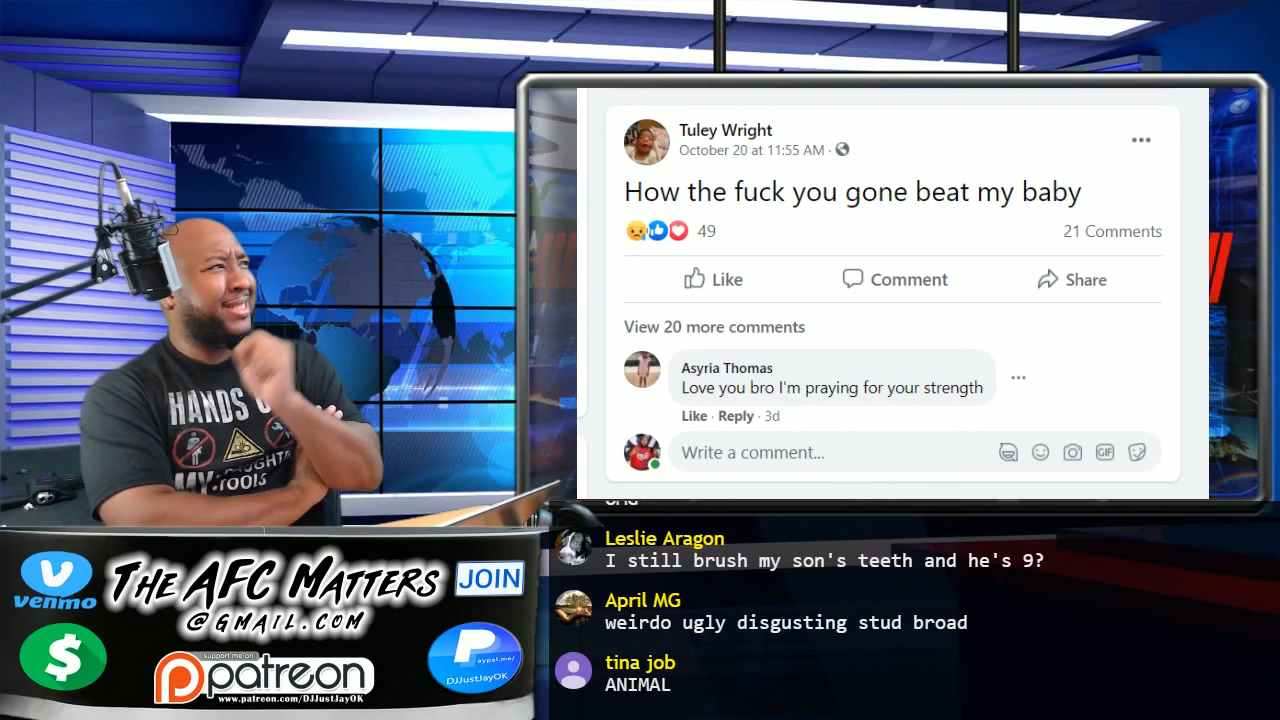 Tuley Wright
October 20 at 11:55 AM ·
How the fuck you gone beat my baby
49
21 Comments
Like
Comment
Share
View 20 more comments
Asyria Thomas
Love you bro I'm praying for your strength
Like · Reply · 3d
Write a comment...
GIF
HANDS
MY
TOOLS
Leslie Aragon
I still brush my son's teeth and he's 9?
April MG
weirdo ugly disgusting stud broad
tina job
ANIMAL
venmo
THE AFC MATTERS
@GMAIL.COM
JOIN
$
support me on
patreon
www.patreon.com/DJJustJayOK
Paypal.me/
DJJustJayOK